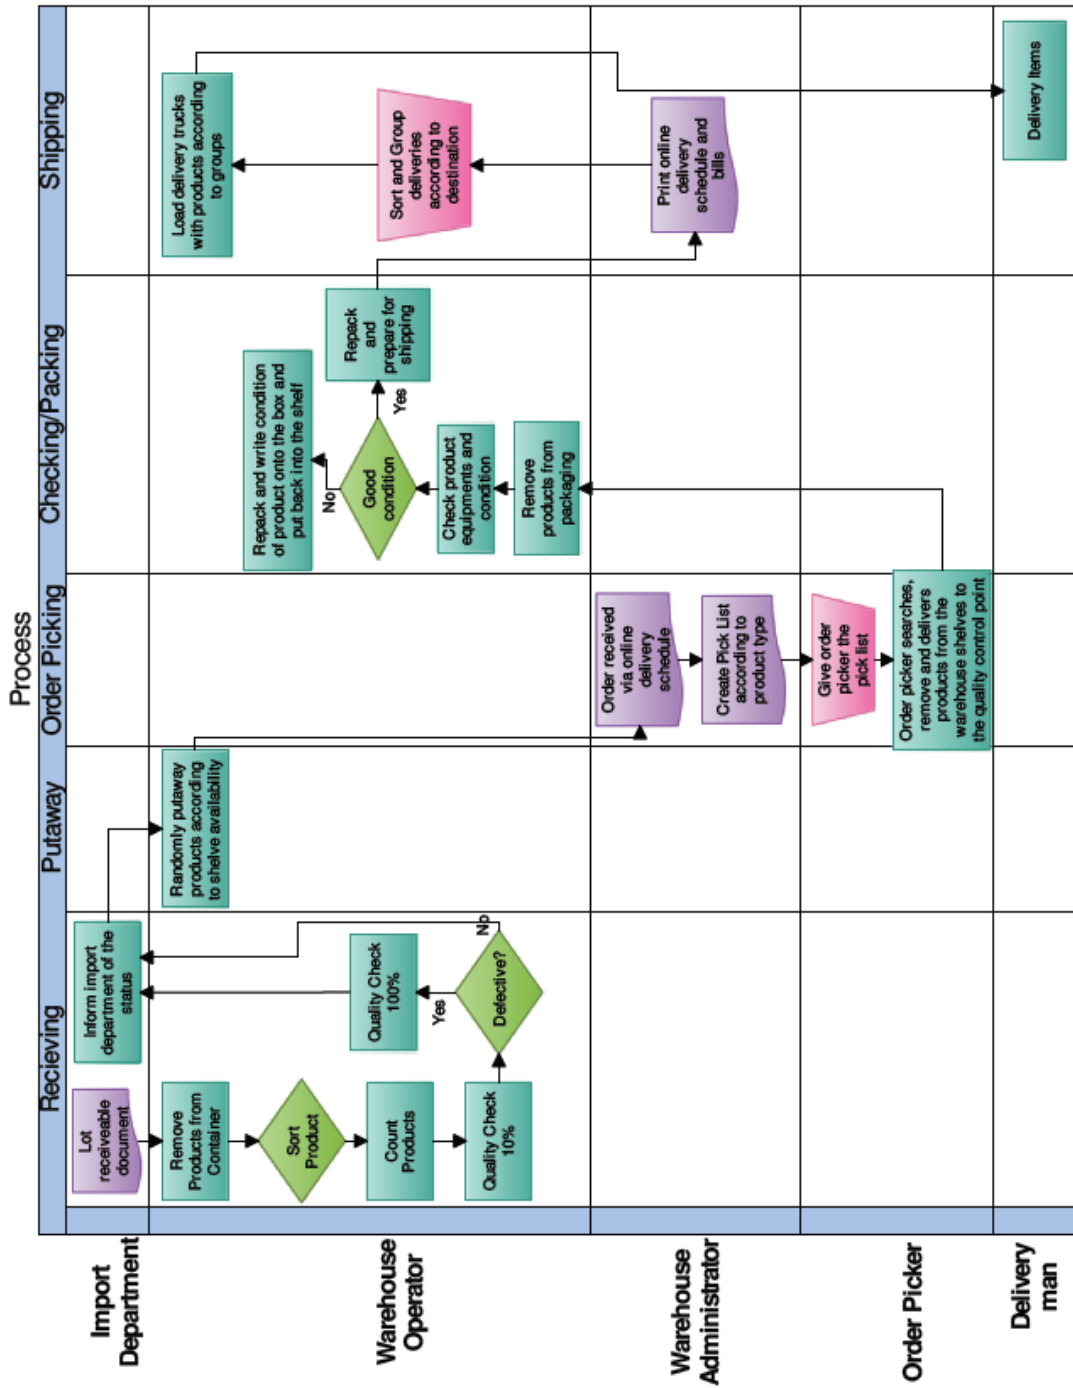 Process
Recieving
Putaway
Order Picking
Checking/Packing
Shipping
Import
Department
Lot
receiveable
document
Inform import
department of the
status
Warehouse
Operator
Remove
Products from
Container
Sort
Product
Count
Products
Quality Check
10%
Defective?
Yes
No
Quality Check
100%
Randomly putaway
products according
to shelve availability
Repack and write condition
of product onto the box and
put back into the shelf
No
Good
condition
Yes
Check product
equipments and
condition
Remove
products from
packaging
Repack
and
prepare for
shipping
Load delivery trucks
with products according
to groups
Sort and Group
deliveries
according to
destination
Warehouse
Administrator
Order received
via online
delivery
schedule
Create Pick List
according to
product type
Print online
delivery
schedule and
bills
Order Picker
Give order
picker the
pick list
Order picker searches,
remove and delivers
products from the
warehouse shelves to
the quality control point
Delivery
man
Delivery Items